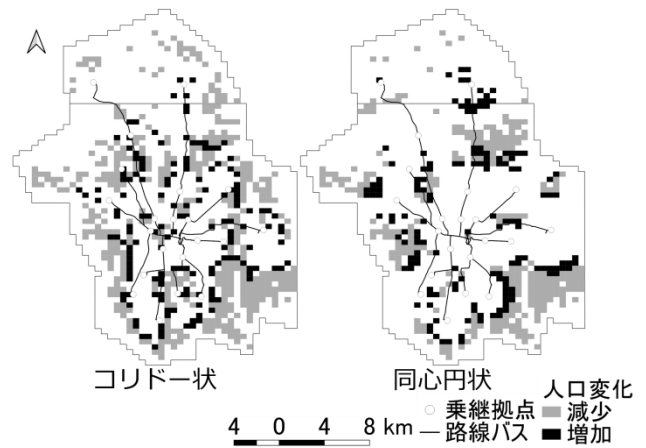 コリドー状
同心円状
乗継拠点
路線バス
人口変化
減少
増加
4 0 4 8 km